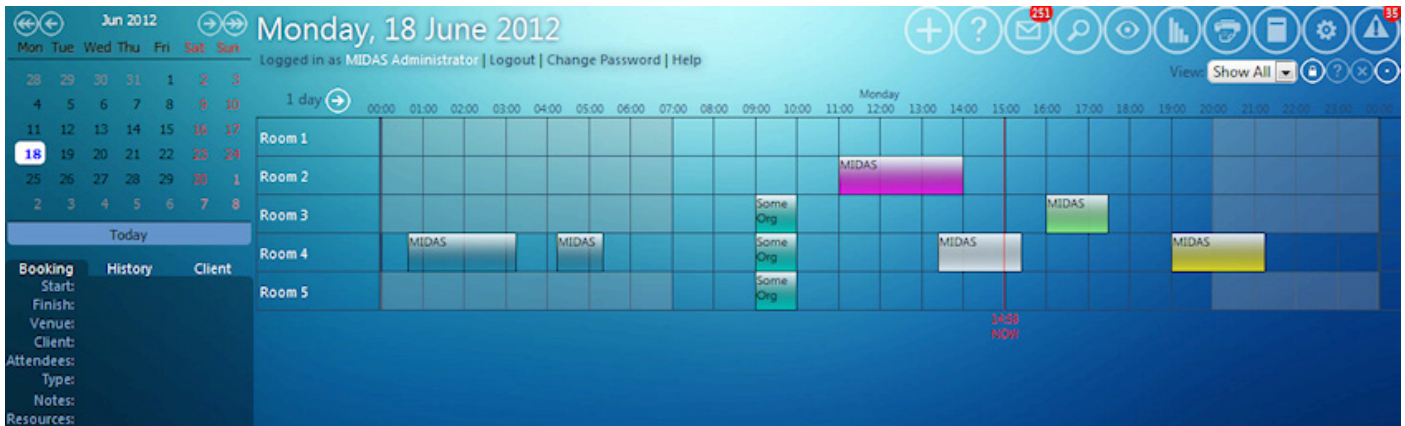 Jun 2012
Mon Tue Wed Thu Fri Sat Sun
28 29 30 31 1 2 3
4 5 6 7 8 9 10
11 12 13 14 15 16 17
18 19 20 21 22 23 24
25 26 27 28 29 30 1
2 3 4 5 6 7 8
Today
Booking History Client
Start:
Finish:
Venue:
Client:
Attendees:
Type:
Notes:
Resources:
Monday, 18 June 2012
Logged in as MIDAS Administrator | Logout | Change Password | Help
? 251 35
View: Show All ?
1 day
Monday
00:00 01:00 02:00 03:00 04:00 05:00 06:00 07:00 08:00 09:00 10:00 11:00 12:00 13:00 14:00 15:00 16:00 17:00 18:00 19:00 20:00 21:00 22:00 23:00 00:00
Room 1
Room 2 MIDAS
Room 3 Some Org MIDAS
Room 4 MIDAS MIDAS Some Org MIDAS MIDAS
Room 5 Some Org
14:58
NOW